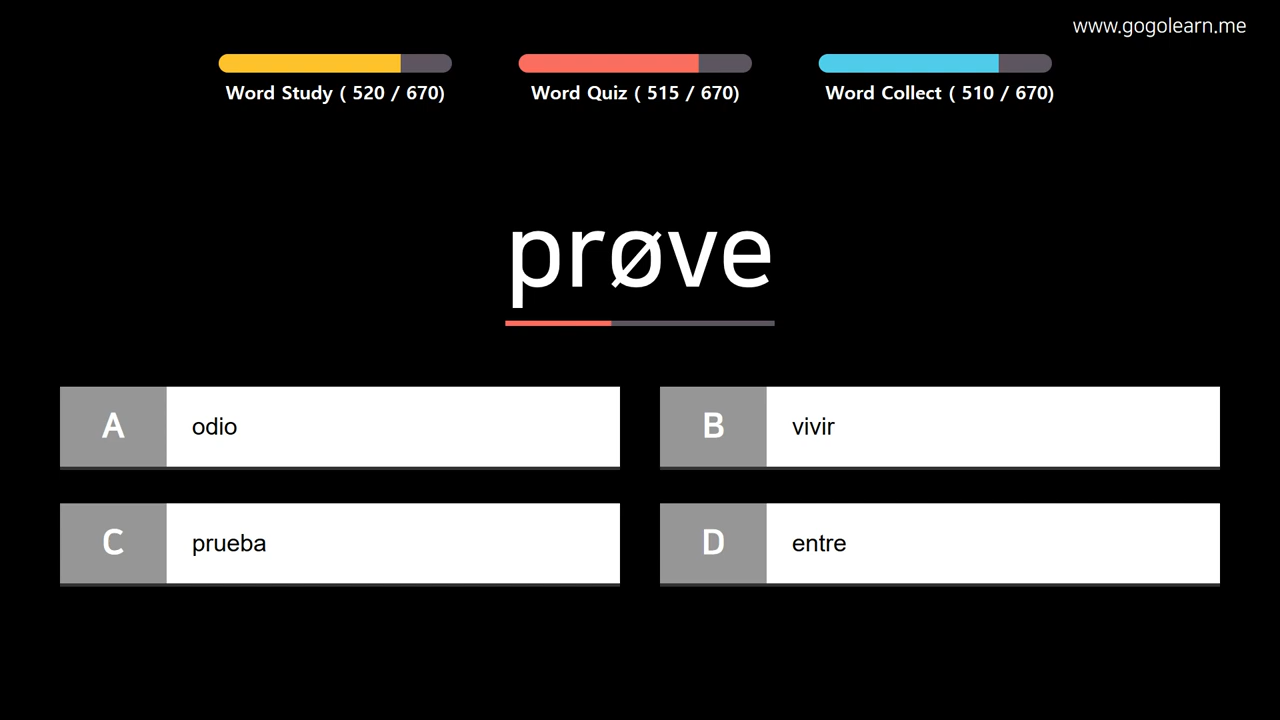 www.gogolearn.me
Word Study ( 520 / 670)
Word Quiz ( 515 / 670)
Word Collect ( 510 / 670)
prøve
A odio
B vivir
C prueba
D entre